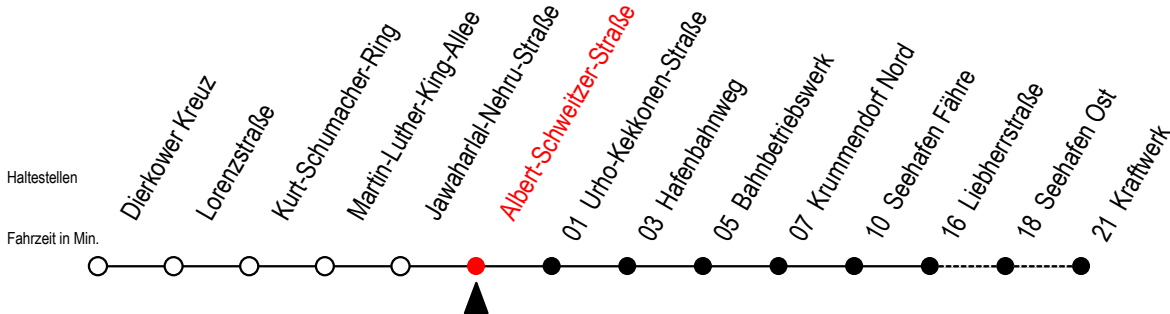 Haltestellen
Fahrzeit in Min.
Dierkower Kreuz
Lorenzstraße
Kurt-Schumacher-Ring
Martin-Luther-King-Allee
Jawaharlal-Nehru-Straße
Albert-Schweitzer-Straße
01 Urho-Kekkonen-Straße
03 Hafenbahnweg
05 Bahnbetriebswerk
07 Krummendorf Nord
10 Seehafen Fähre
16 Liebherrstraße
18 Seehafen Ost
21 Kraftwerk